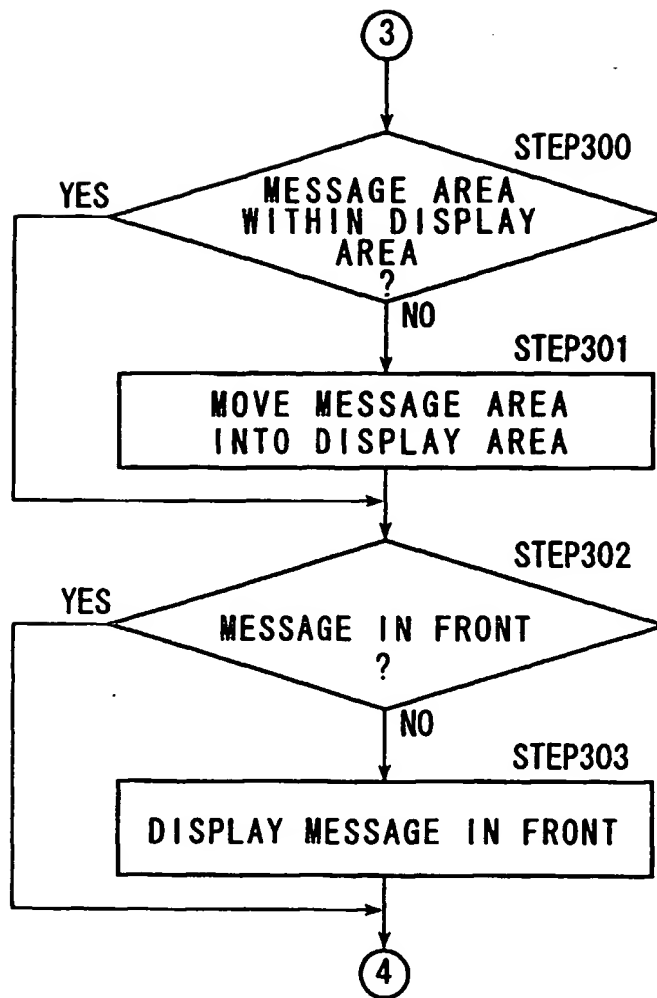 3
STEP300
YES
MESSAGE AREA
WITHIN DISPLAY
AREA
?
NO
STEP301
MOVE MESSAGE AREA
INTO DISPLAY AREA
STEP302
YES
MESSAGE IN FRONT
?
NO
STEP303
DISPLAY MESSAGE IN FRONT
4